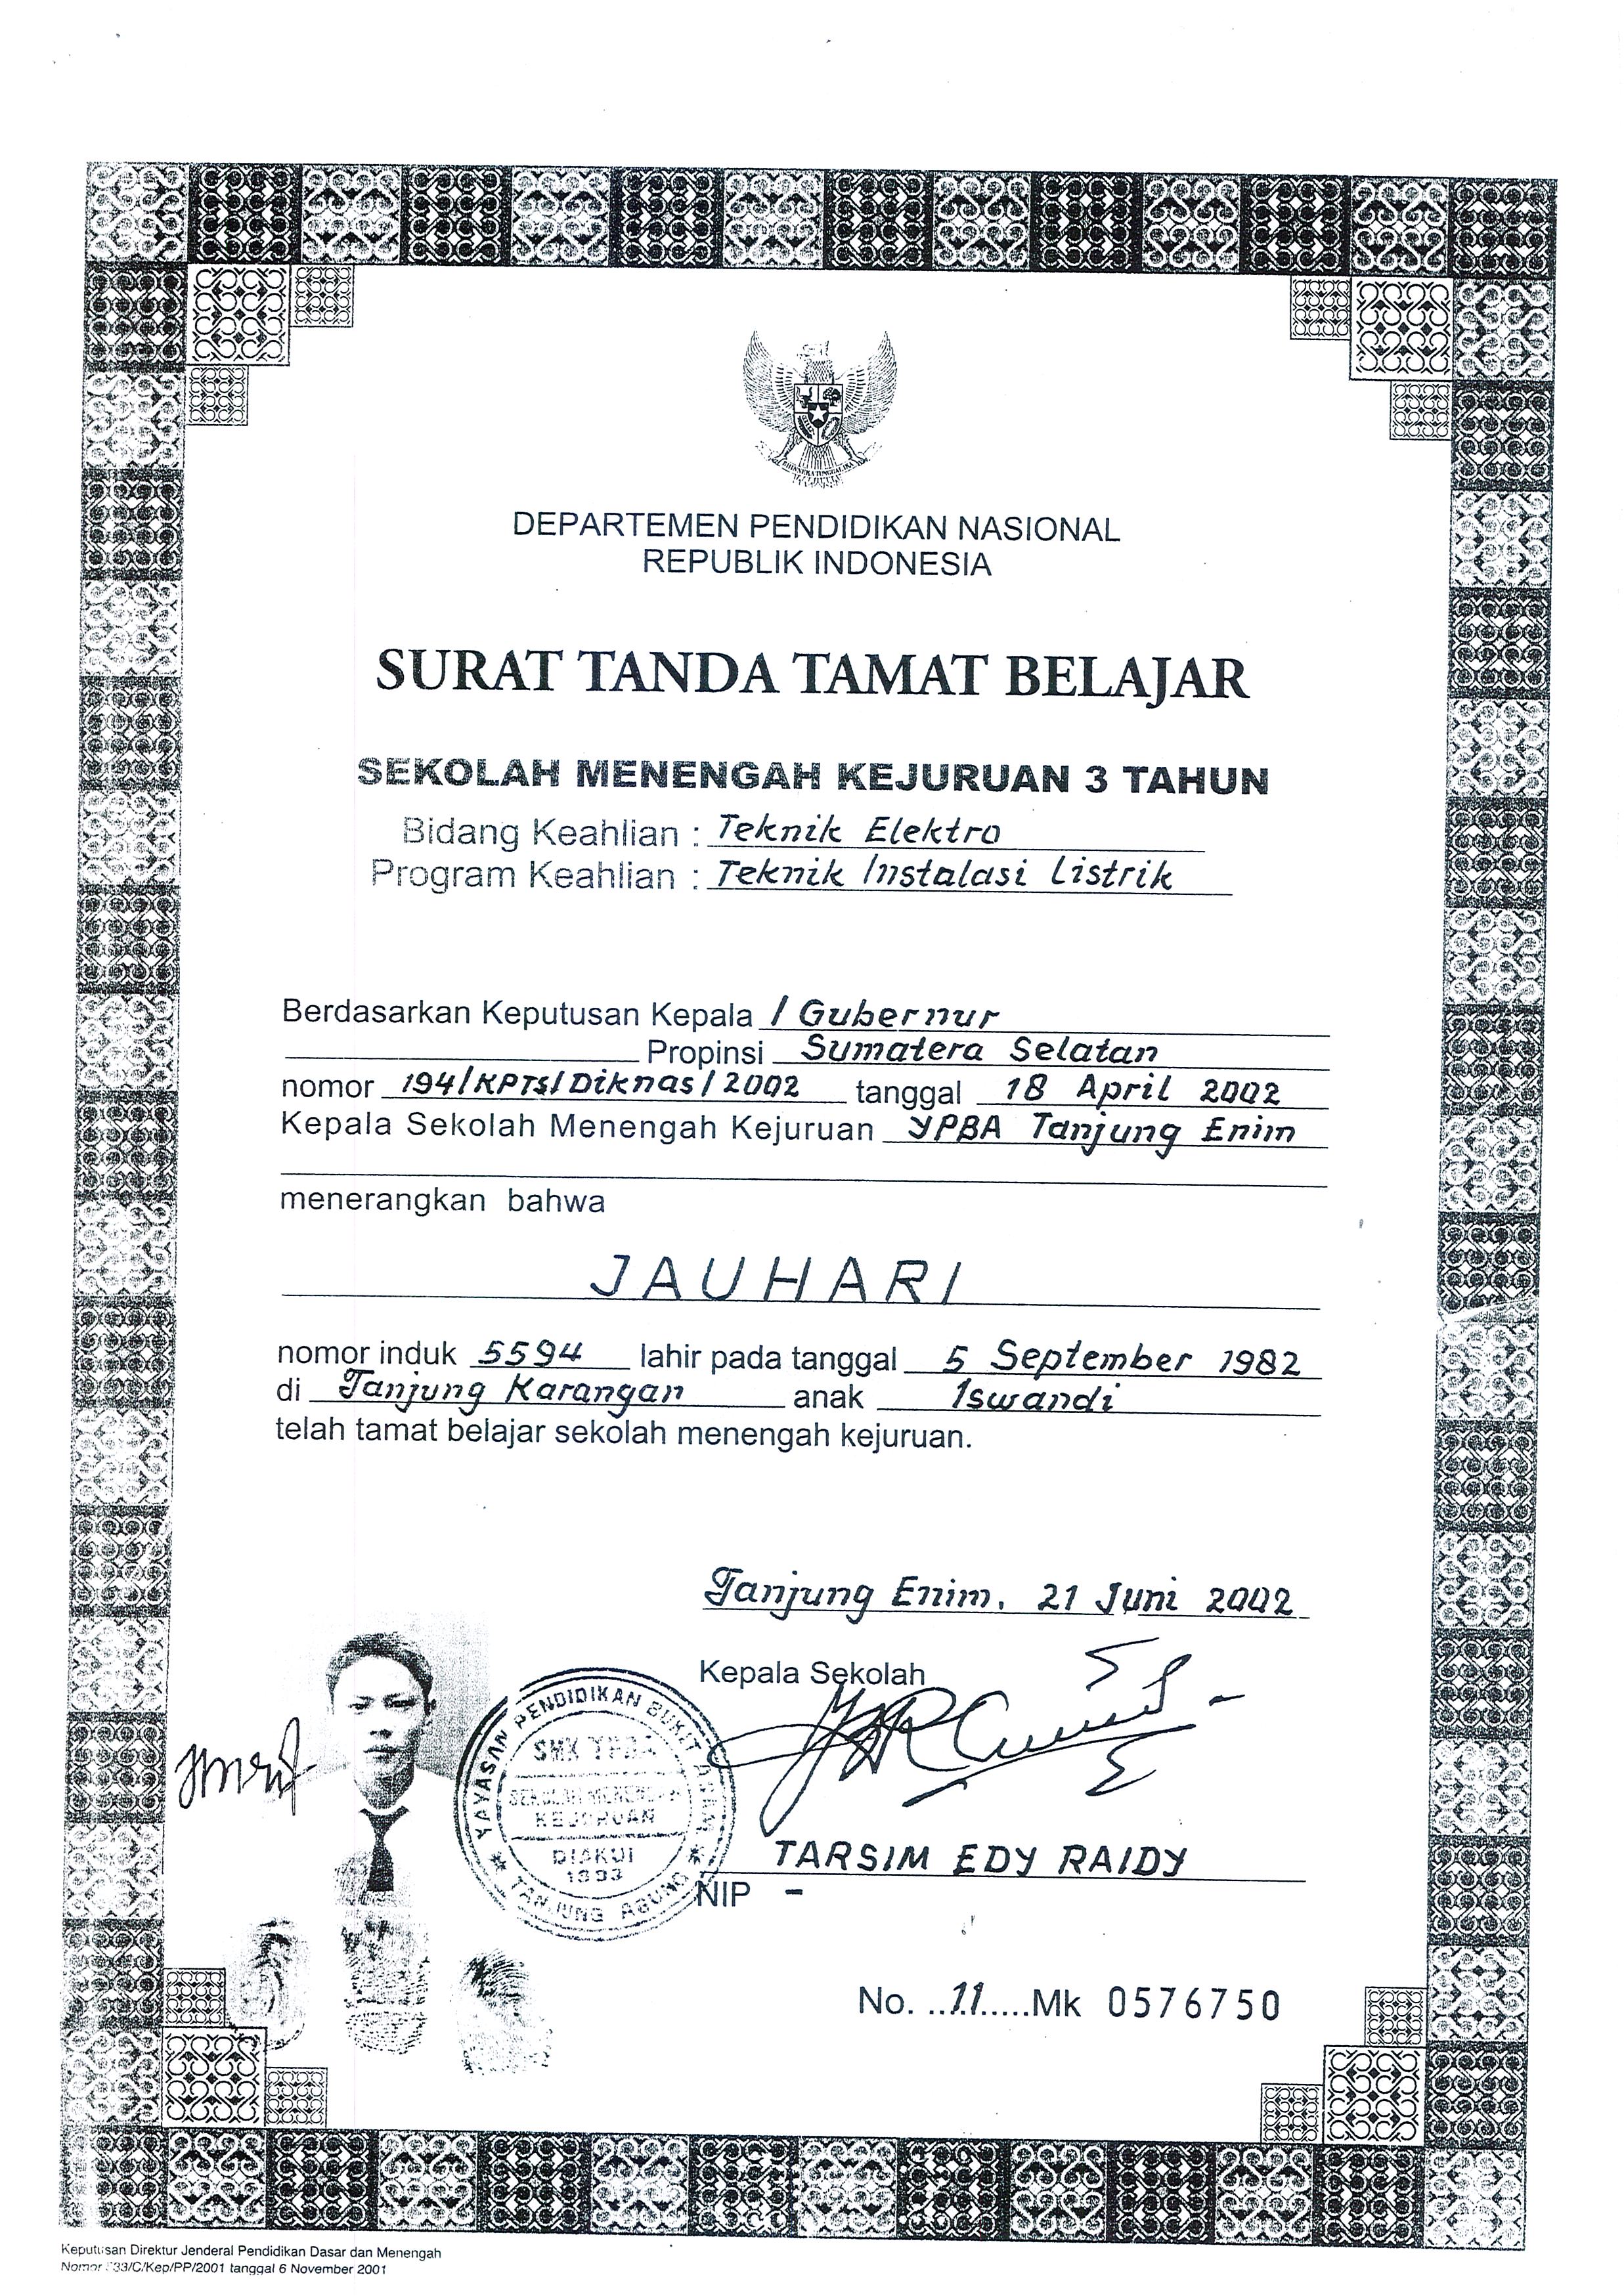 DEPARTEMEN PENDIDIKAN NASIONAL
REPUBLIK INDONESIA
SURAT TANDA TAMAT BELAJAR
SEKOLAH MENENGAH KEJURUAN 3 TAHUN
Bidang Keahlian : Teknik Elektro
Program Keahlian : Teknik Instalasi Listrik
Berdasarkan Keputusan Kepala / Gubernur
Propinsi Sumatera Selatan
nomor 194/KPTS/Diknas/2002 tanggal 18 April 2002
Kepala Sekolah Menengah Kejuruan YPBA Tanjung Enim
menerangkan bahwa
JAUHARI
nomor induk 5594 lahir pada tanggal 5 September 1982
di Tanjung Karangan anak Iswandi
telah tamat belajar sekolah menengah kejuruan.
Tanjung Enim, 21 Juni 2002
Kepala Sekolah
YAYASAN PENDIDIKAN BUKIT ASAM
SMK YPBA
SEKOLAH MENENGAH
KEJURUAN
DIAKUI
1993
TANJUNG AGUNG
TARSIM EDY RAIDY
NIP -
No. ..11.....Mk 0576750
Keputusan Direktur Jenderal Pendidikan Dasar dan Menengah
Nomor 33/C/Kep/PP/2001 tanggal 6 November 2001